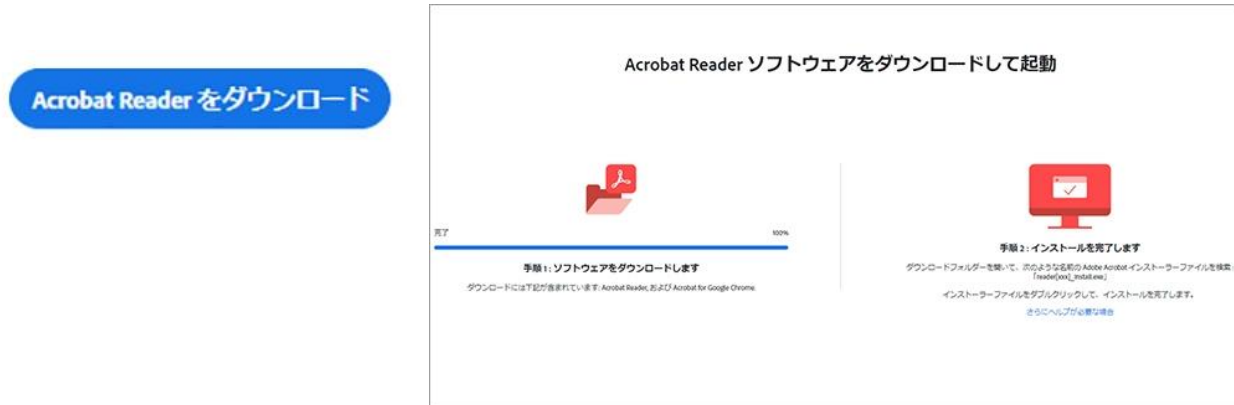 Acrobat Reader をダウンロード
Acrobat Reader ソフトウェアをダウンロードして起動
完了 100%
手順 1 : ソフトウェアをダウンロードします
ダウンロードには下記が含まれています: Acrobat Reader, および Acrobat for Google Chrome.
手順 2 : インストールを完了します
ダウンロードフォルダーを開いて、次のような名前の Adobe Acrobat インストーラーファイルを検索 :
「reader[xxx]_install.exe」
インストーラーファイルをダブルクリックして、インストールを完了します。
さらにヘルプが必要な場合